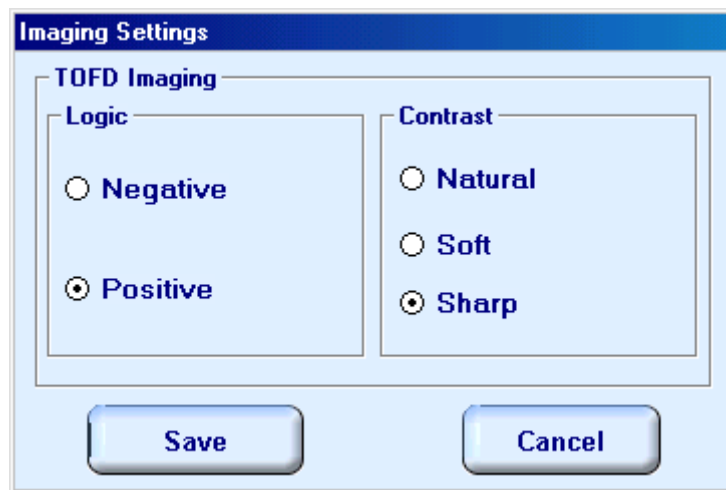 Imaging Settings
TOFD Imaging
Logic
Negative
Positive
Contrast
Natural
Soft
Sharp
Save
Cancel